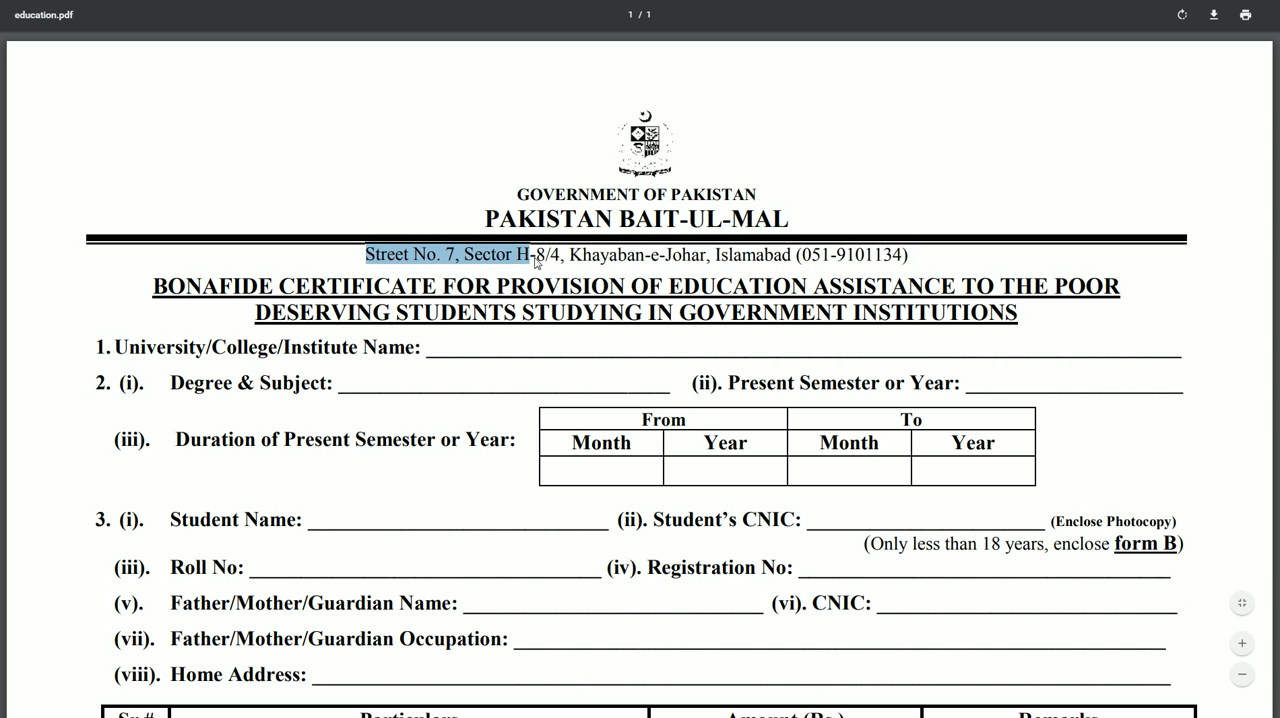 education.pdf
1 / 1
GOVERNMENT OF PAKISTAN
PAKISTAN BAIT-UL-MAL
Street No. 7, Sector H-8/4, Khayaban-e-Johar, Islamabad (051-9101134)
BONAFIDE CERTIFICATE FOR PROVISION OF EDUCATION ASSISTANCE TO THE POOR
DESERVING STUDENTS STUDYING IN GOVERNMENT INSTITUTIONS
1. University/College/Institute Name:
2. (i). Degree & Subject: (ii). Present Semester or Year:
From To
(iii). Duration of Present Semester or Year: Month Year Month Year
3. (i). Student Name: (ii). Student's CNIC: (Enclose Photocopy)
(Only less than 18 years, enclose form B)
(iii). Roll No: (iv). Registration No:
(v). Father/Mother/Guardian Name: (vi). CNIC:
(vii). Father/Mother/Guardian Occupation:
(viii). Home Address:
Sr.# Particulars Amount (Rs.) Remarks